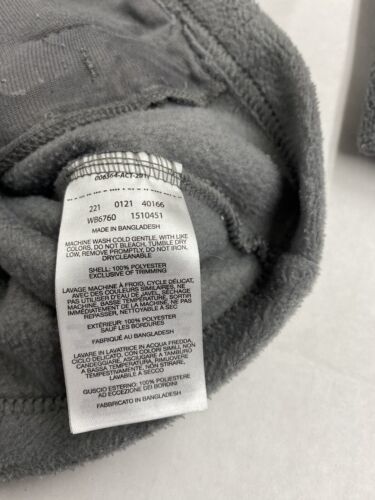 221 0121 40166
WB6760 1510451
MADE IN BANGLADESH
MACHINE WASH COLD GENTLE, WITH LIKE
COLORS, DO NOT BLEACH, TUMBLE DRY
LOW, REMOVE PROMPTLY, DO NOT IRON,
DRYCLEANABLE
SHELL: 100% POLYESTER
EXCLUSIVE OF TRIMMING
LAVAGE MACHINE À FROID, CYCLE DÉLICAT,
AVEC DES COULEURS SIMILAIRES, NE
PAS UTILISER D'EAU DE JAVEL, SÉCHAGE
MACHINE, BASSE TEMPÉRATURE, SORTIR
IMMÉDIATEMENT DE LA MACHINE, NE PAS
REPASSER, NETTOYABLE À SEC
EXTÉRIEUR: 100% POLYESTER
SAUF LES BORDURES
FABRIQUÉ AU BANGLADESH
LAVARE IN LAVATRICE IN ACQUA FREDDA,
CICLO DELICATO, CON COLORI SIMILI, NON
CANDEGGIARE, ASCIUGARE A TAMBURO
A BASSA TEMPERATURA, RIMUOVERE
TEMPESTIVAMENTE, NON STIRARE,
LAVABILE A SECCO
GUSCIO ESTERNO: 100% POLIESTERE
AD ECCEZIONE DEI BORDINI
FABBRICATO IN BANGLADESH